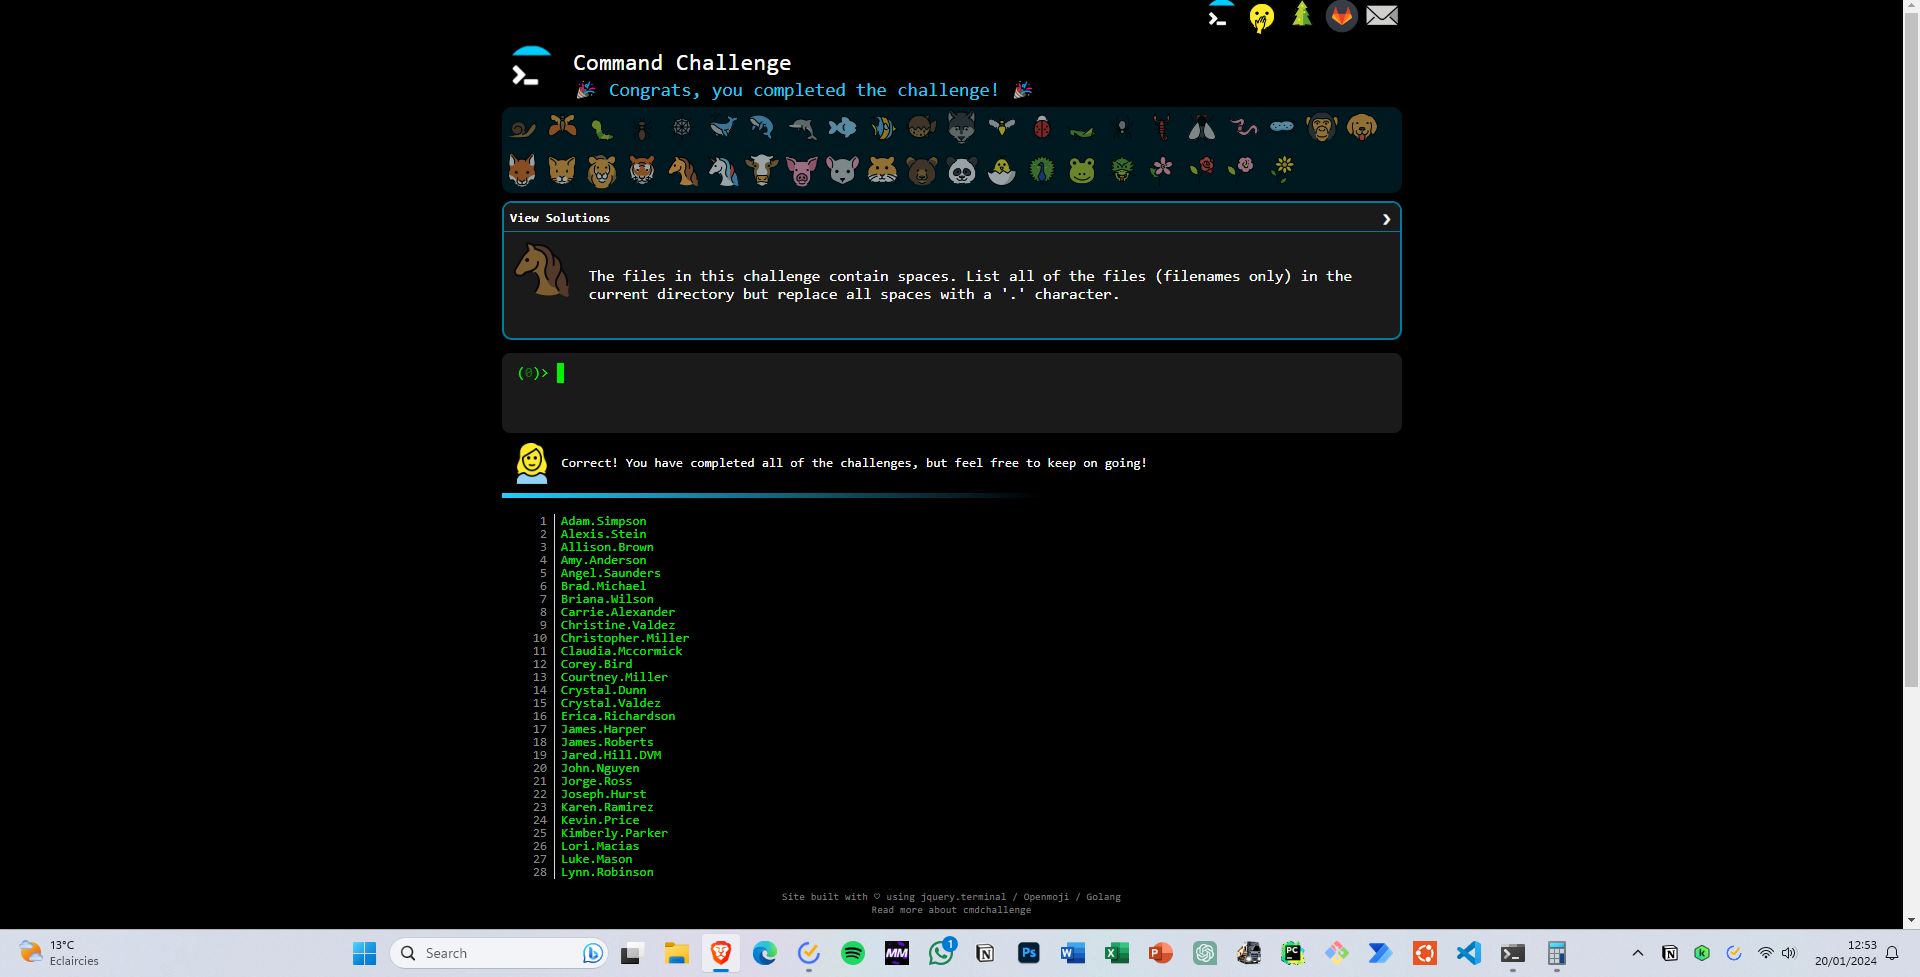 Command Challenge
Congrats, you completed the challenge!
View Solutions
The files in this challenge contain spaces. List all of the files (filenames only) in the
current directory but replace all spaces with a '.' character.
(0)>
Correct! You have completed all of the challenges, but feel free to keep on going!
1 Adam.Simpson
2 Alexis.Stein
3 Allison.Brown
4 Amy.Anderson
5 Angel.Saunders
6 Brad.Michael
7 Briana.Wilson
8 Carrie.Alexander
9 Christine.Valdez
10 Christopher.Miller
11 Claudia.Mccormick
12 Corey.Bird
13 Courtney.Miller
14 Crystal.Dunn
15 Crystal.Valdez
16 Erica.Richardson
17 James.Harper
18 James.Roberts
19 Jared.Hill.DVM
20 John.Nguyen
21 Jorge.Ross
22 Joseph.Hurst
23 Karen.Ramirez
24 Kevin.Price
25 Kimberly.Parker
26 Lori.Macias
27 Luke.Mason
28 Lynn.Robinson
Site built with ♡ using jquery.terminal / Openmoji / Golang
Read more about cmdchallenge
13°C
Eclaircies
Search
MM
1
Ps
PC
12:53
20/01/2024